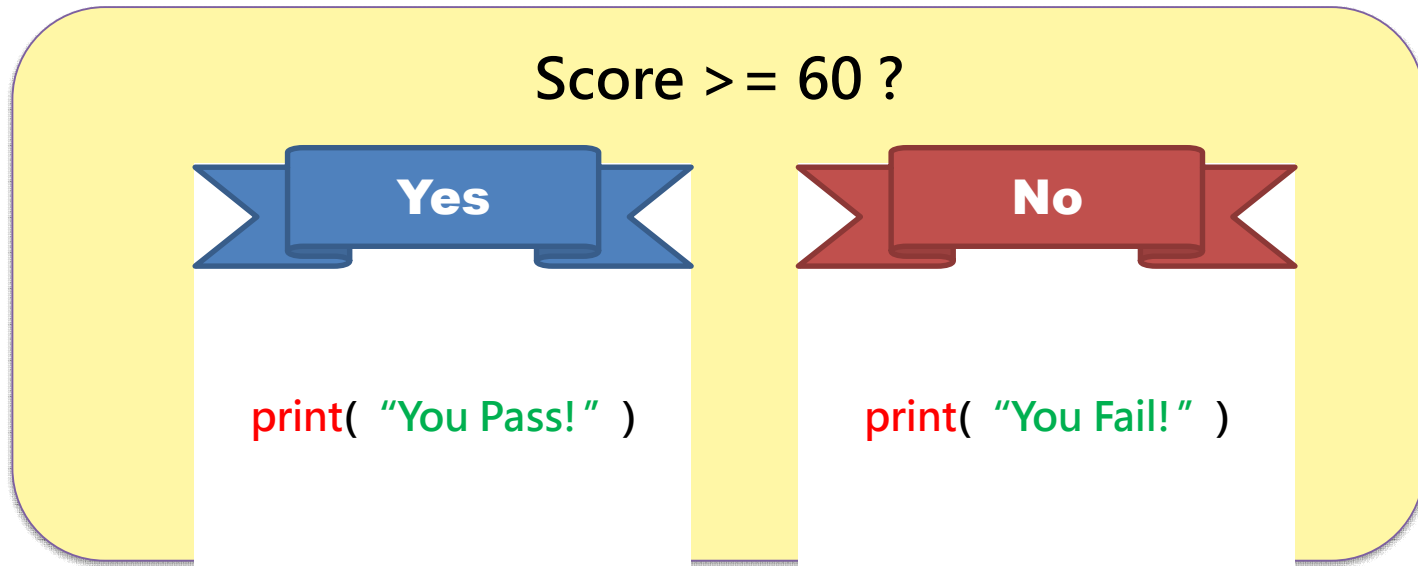 Score >= 60 ?
Yes
No
print( “You Pass! ” )
print( “You Fail! ” )